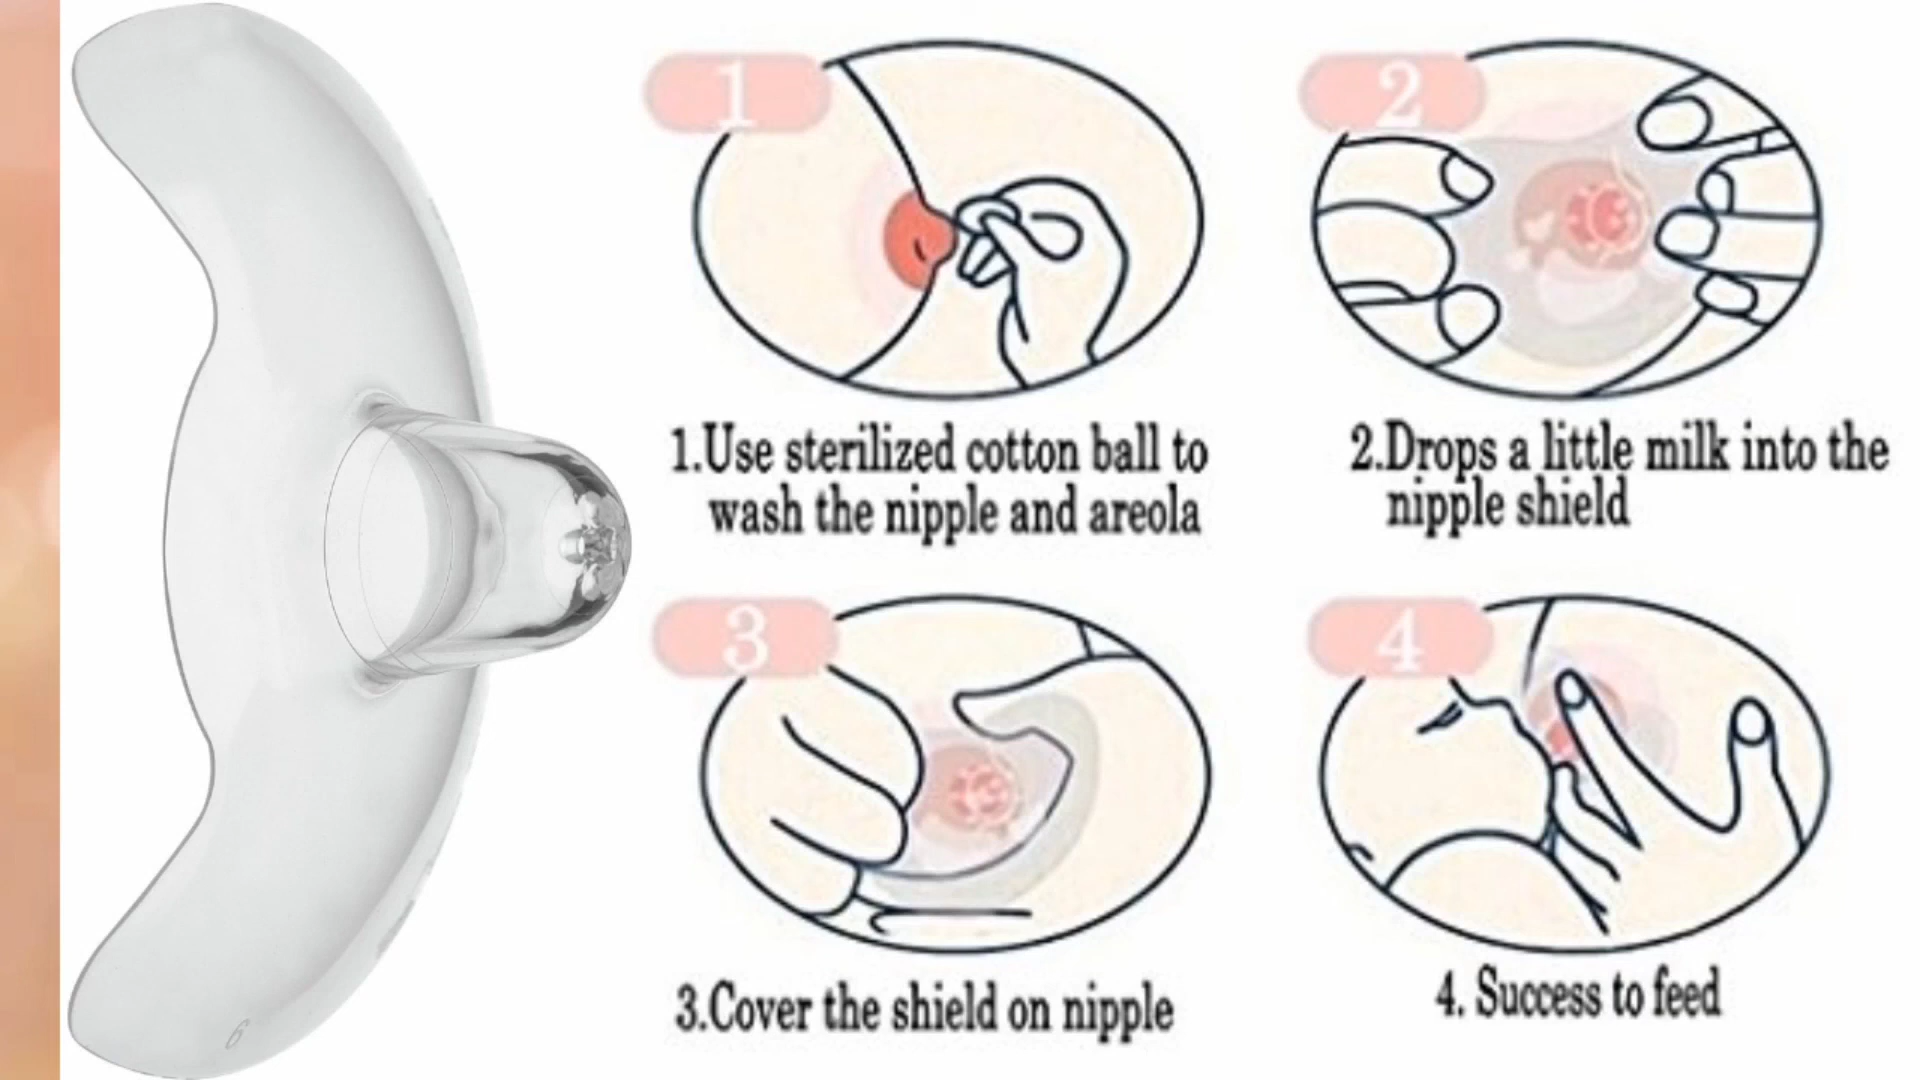 1
1.Use sterilized cotton ball to
wash the nipple and areola
2
2.Drops a little milk into the
nipple shield
3
3.Cover the shield on nipple
4
4. Success to feed
6